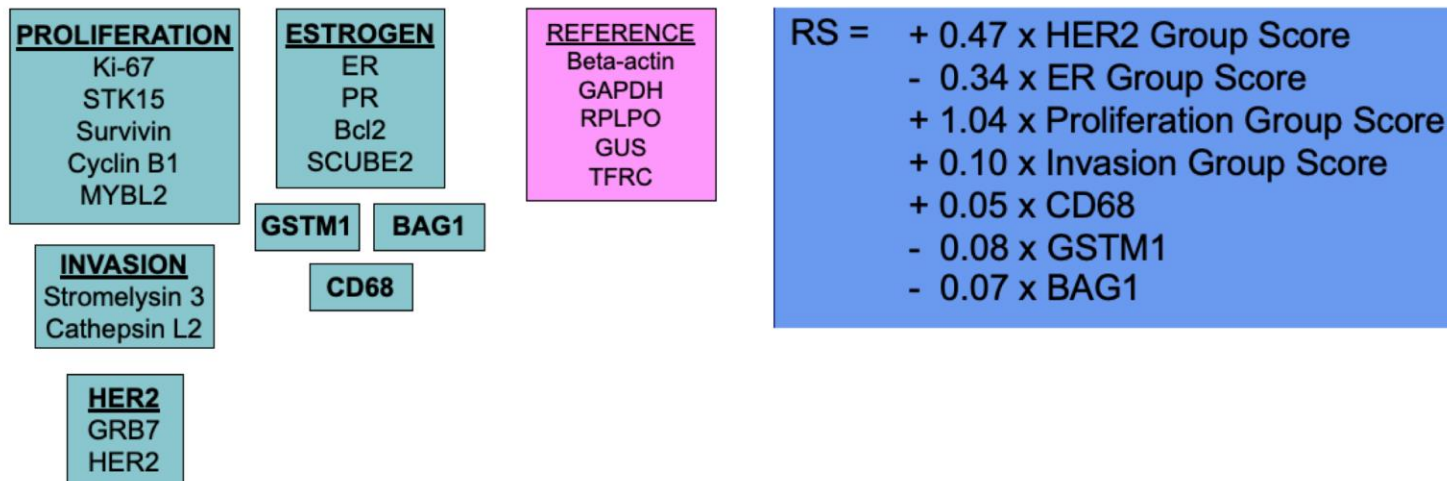 PROLIFERATION
Ki-67
STK15
Survivin
Cyclin B1
MYBL2
ESTROGEN
ER
PR
Bcl2
SCUBE2
REFERENCE
Beta-actin
GAPDH
RPLPO
GUS
TFRC
GSTM1
BAG1
CD68
INVASION
Stromelysin 3
Cathepsin L2
HER2
GRB7
HER2
RS = + 0.47 x HER2 Group Score
- 0.34 x ER Group Score
+ 1.04 x Proliferation Group Score
+ 0.10 x Invasion Group Score
+ 0.05 x CD68
- 0.08 x GSTM1
- 0.07 x BAG1